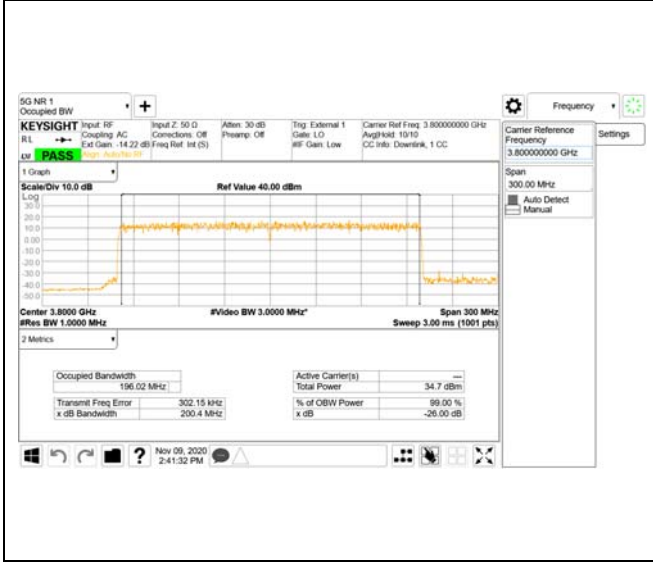 5G NR 1
Occupied BW
Frequency
KEYSIGHT
Input: RF
Input Z: 50 Ω
Atten: 30 dB
Trig: External 1
Carrier Ref Freq: 3.800000000 GHz
R L
Coupling: AC
Corrections: Off
Preamp: Off
Gate: LO
Avg|Hold: 10/10
Ext Gain: -14.22 dB
Freq Ref: Int (S)
#IF Gain: Low
CC Info: Downlink, 1 CC
PASS
Align: Auto/No RF
Carrier Reference
Frequency
3.800000000 GHz
Settings
Span
300.00 MHz
Auto Detect
Manual
1 Graph
Scale/Div 10.0 dB
Ref Value 40.00 dBm
Log
30.0
20.0
10.0
0.00
-10.0
-20.0
-30.0
-40.0
-50.0
Center 3.8000 GHz
#Video BW 3.0000 MHz*
Span 300 MHz
#Res BW 1.0000 MHz
Sweep 3.00 ms (1001 pts)
2 Metrics
Occupied Bandwidth
196.02 MHz
Active Carrier(s)
---
Total Power
34.7 dBm
Transmit Freq Error
302.15 kHz
% of OBW Power
99.00 %
x dB Bandwidth
200.4 MHz
x dB
-26.00 dB
?
Nov 09, 2020
2:41:32 PM